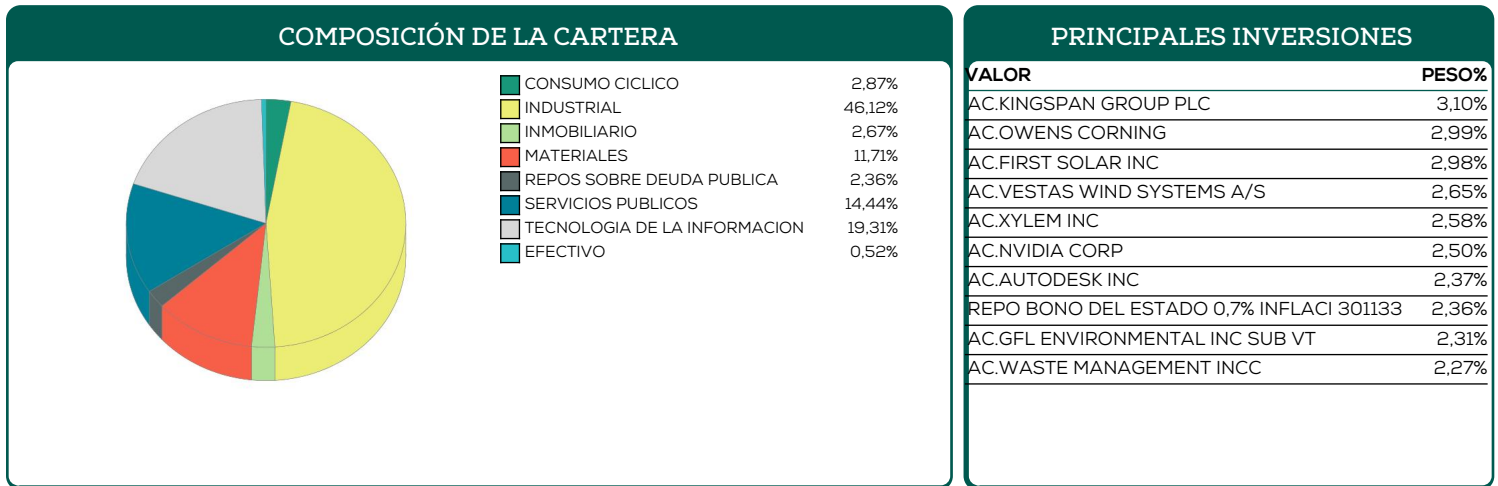 COMPOSICIÓN DE LA CARTERA
CONSUMO CICLICO 2,87%
INDUSTRIAL 46,12%
INMOBILIARIO 2,67%
MATERIALES 11,71%
REPOS SOBRE DEUDA PUBLICA 2,36%
SERVICIOS PUBLICOS 14,44%
TECNOLOGIA DE LA INFORMACION 19,31%
EFECTIVO 0,52%
PRINCIPALES INVERSIONES
VALOR PESO%
AC.KINGSPAN GROUP PLC 3,10%
AC.OWENS CORNING 2,99%
AC.FIRST SOLAR INC 2,98%
AC.VESTAS WIND SYSTEMS A/S 2,65%
AC.XYLEM INC 2,58%
AC.NVIDIA CORP 2,50%
AC.AUTODESK INC 2,37%
REPO BONO DEL ESTADO 0,7% INFLACI 301133 2,36%
AC.GFL ENVIRONMENTAL INC SUB VT 2,31%
AC.WASTE MANAGEMENT INCC 2,27%